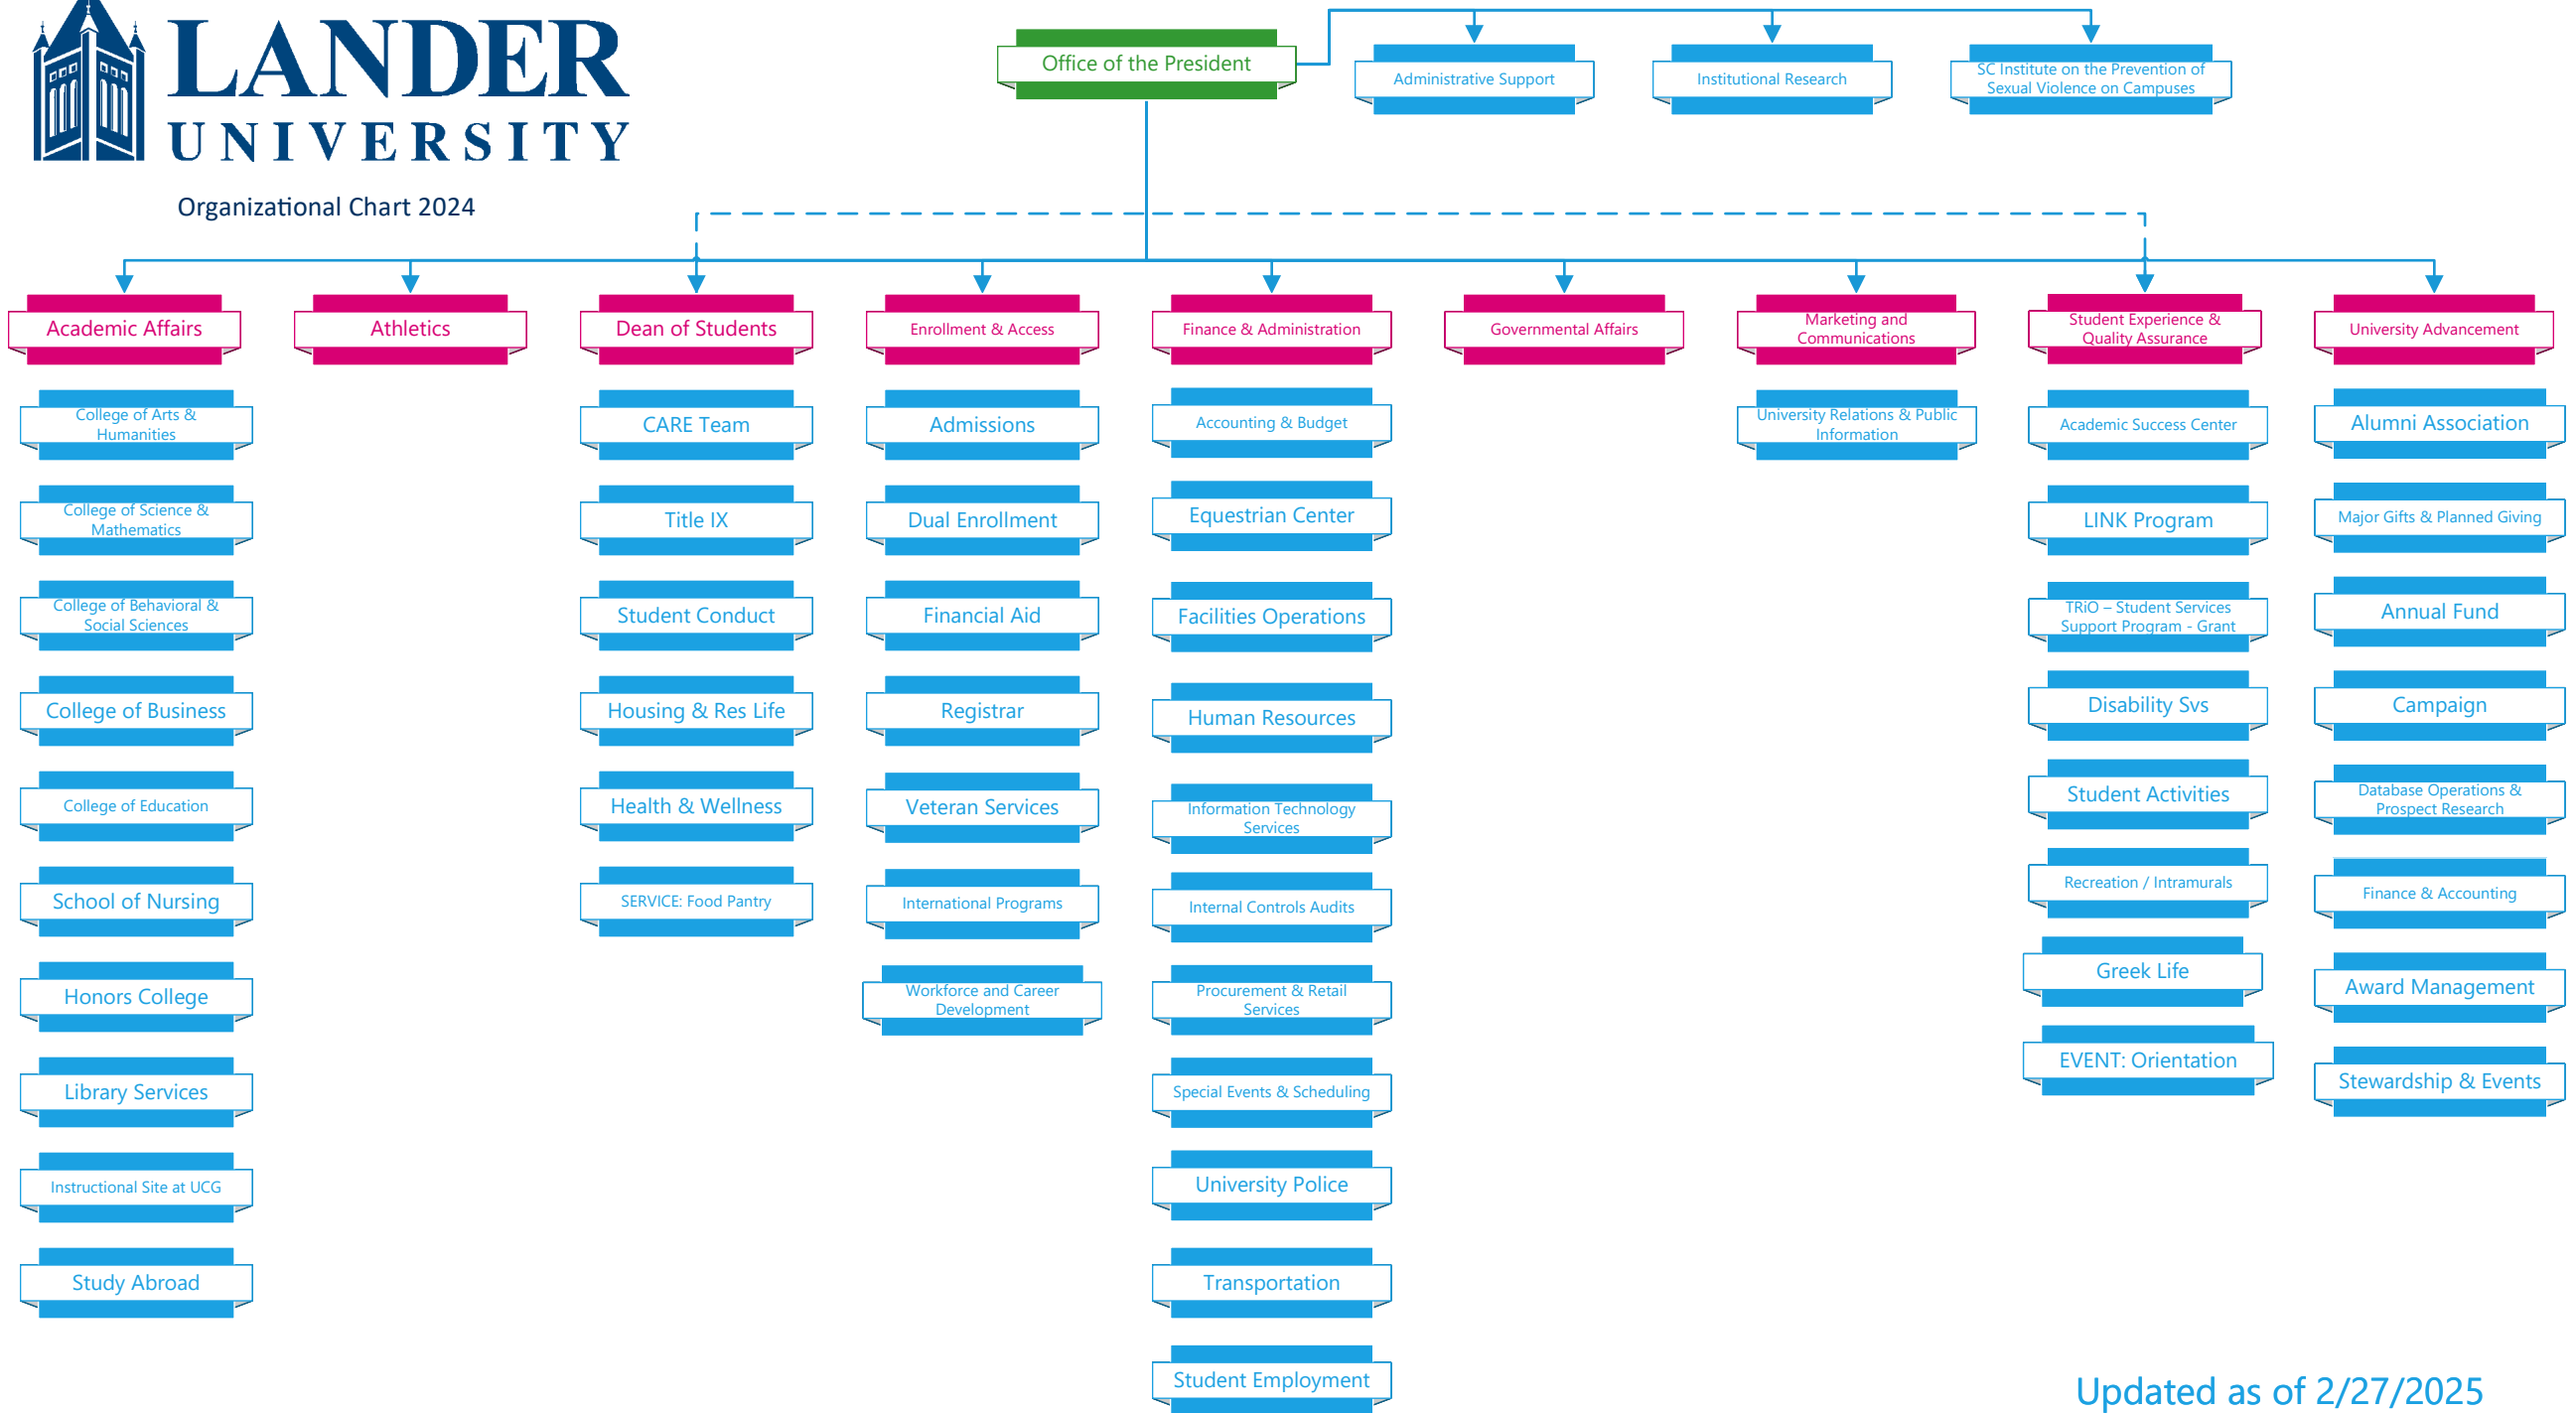 LANDER
UNIVERSITY
Organizational Chart 2024
Office of the President
Administrative Support
Institutional Research
SC Institute on the Prevention of
Sexual Violence on Campuses
Academic Affairs
Athletics
Dean of Students
Enrollment & Access
Finance & Administration
Governmental Affairs
Marketing and
Communications
Student Experience &
Quality Assurance
University Advancement
College of Arts &
Humanities
College of Science &
Mathematics
College of Behavioral &
Social Sciences
College of Business
College of Education
School of Nursing
Honors College
Library Services
Instructional Site at UCG
Study Abroad
CARE Team
Title IX
Student Conduct
Housing & Res Life
Health & Wellness
SERVICE: Food Pantry
Admissions
Dual Enrollment
Financial Aid
Registrar
Veteran Services
International Programs
Workforce and Career
Development
Accounting & Budget
Equestrian Center
Facilities Operations
Human Resources
Information Technology
Services
Internal Controls Audits
Procurement & Retail
Services
Special Events & Scheduling
University Police
Transportation
Student Employment
University Relations & Public
Information
Academic Success Center
LINK Program
TRiO – Student Services
Support Program - Grant
Disability Svs
Student Activities
Recreation / Intramurals
Greek Life
EVENT: Orientation
Alumni Association
Major Gifts & Planned Giving
Annual Fund
Campaign
Database Operations &
Prospect Research
Finance & Accounting
Award Management
Stewardship & Events
Updated as of 2/27/2025